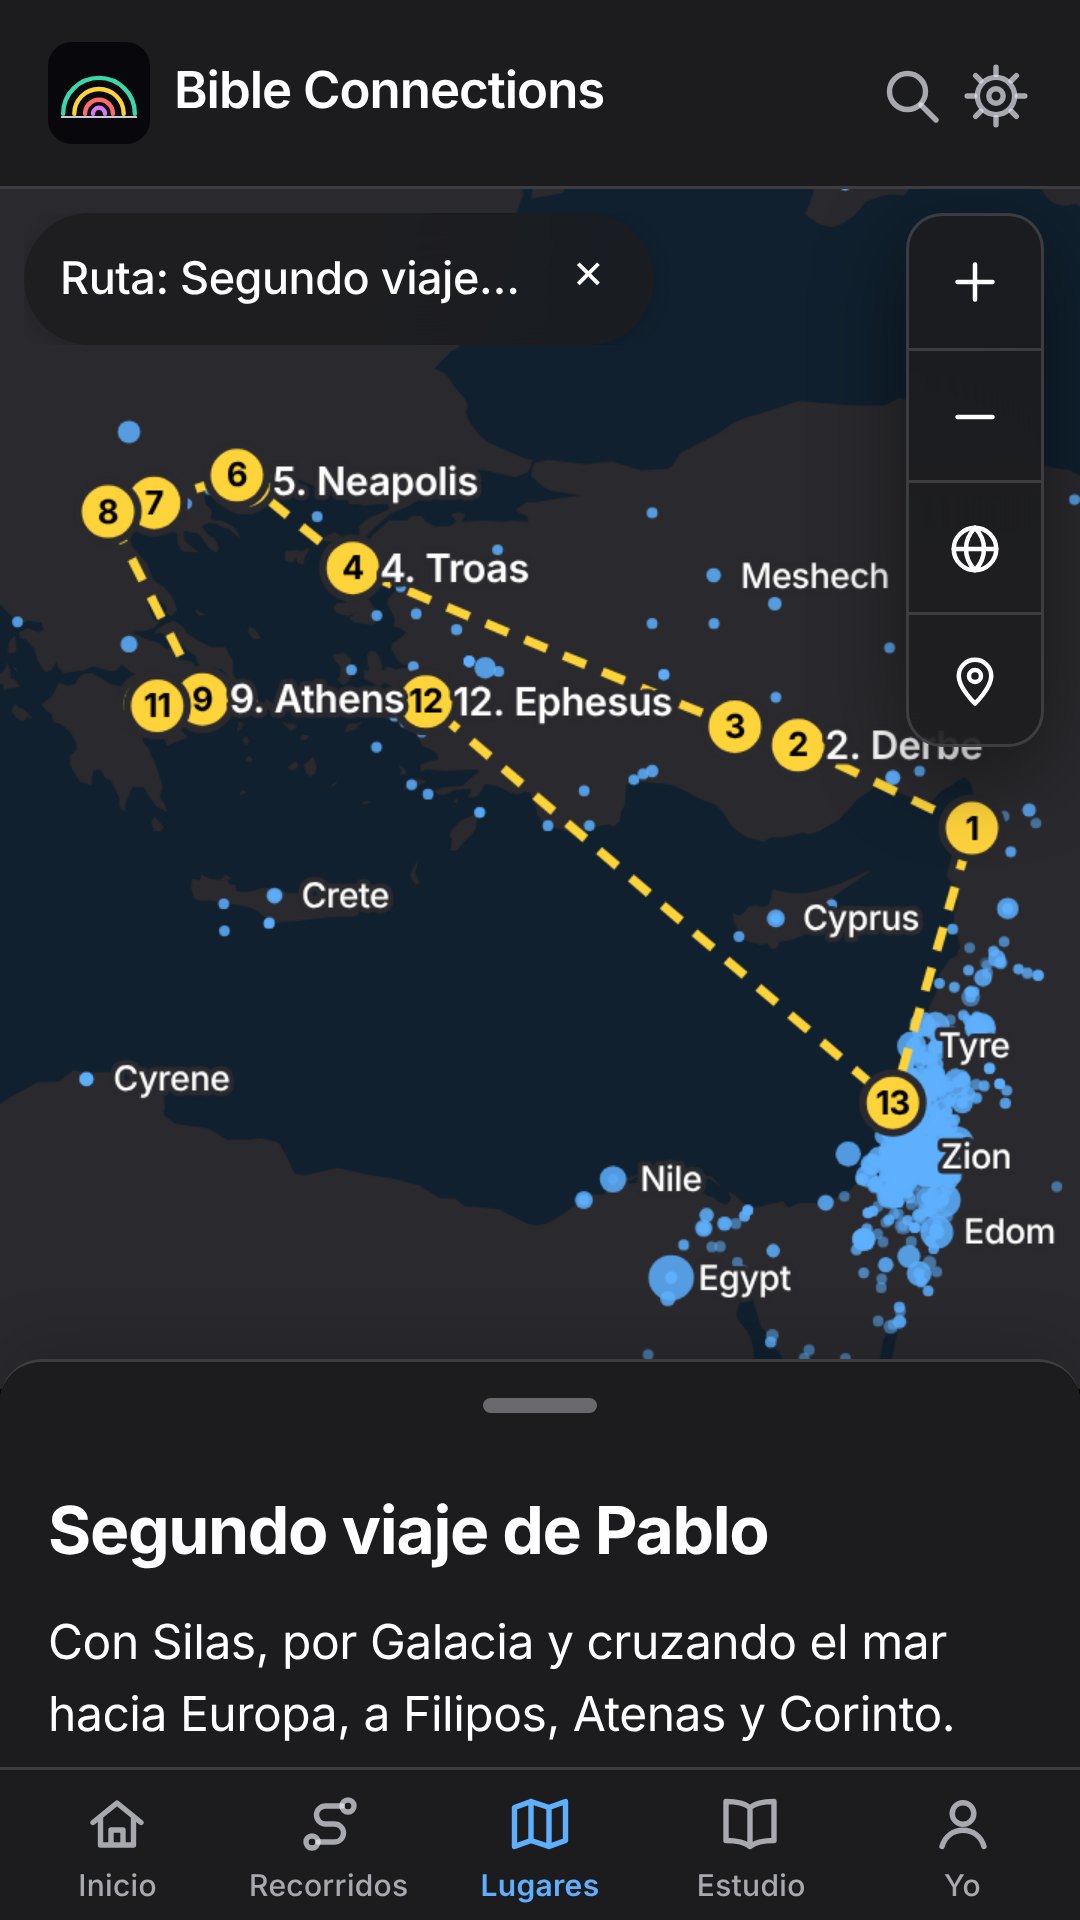 Bible Connections
Ruta: Segundo viaje...
×
6
5. Neapolis
7
8
4
4. Troas
Meshech
11
9
9. Athens
12
12. Ephesus
3
2
2. Derbe
1
Crete
Cyprus
Tyre
Cyrene
13
Zion
Nile
Edom
Egypt
Segundo viaje de Pablo
Con Silas, por Galacia y cruzando el mar
hacia Europa, a Filipos, Atenas y Corinto.
Inicio
Recorridos
Lugares
Estudio
Yo